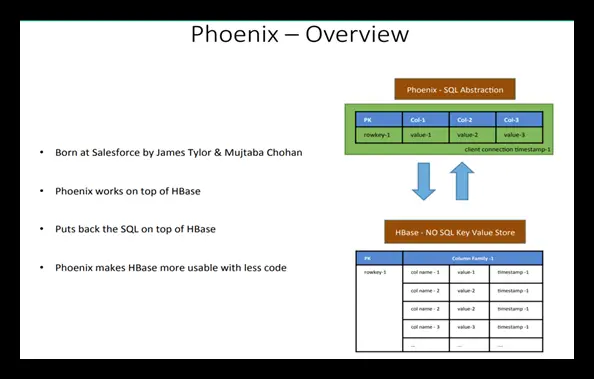 Phoenix – Overview
• Born at Salesforce by James Tylor & Mujtaba Chohan
• Phoenix works on top of HBase
• Puts back the SQL on top of HBase
• Phoenix makes HBase more usable with less code
Phoenix - SQL Abstraction
PK Col-1 Col-2 Col-3
rowkey-1 value-1 value-2 value-3
client connection timestamp-1
HBase - NO SQL Key Value Store
PK Column Family -1
rowkey-1 col name - 1 value-1 timestamp -1
col name - 2 value-2 timestamp -1
col name - 2 value-2 timestamp -1
col name - 3 value-3 timestamp -1
... ... ...